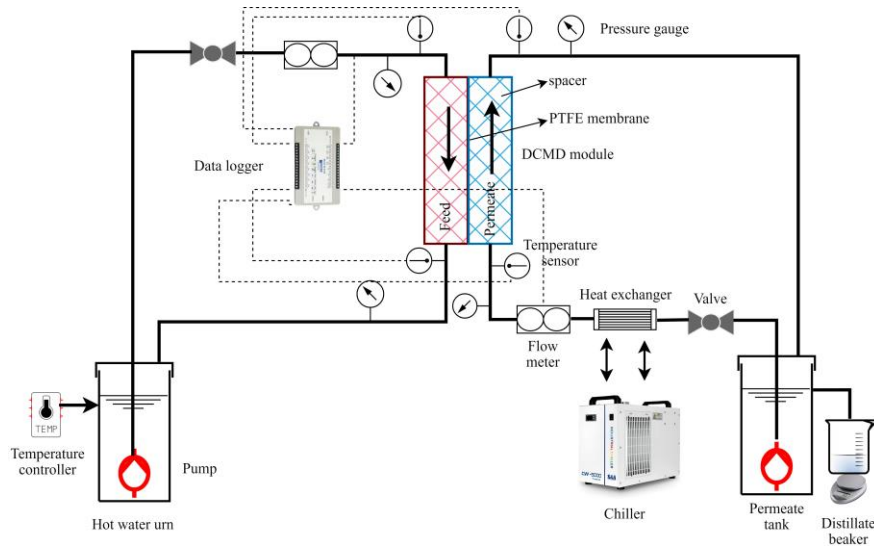 Pressure gauge
spacer
PTFE membrane
Data logger
DCMD module
Feed
Permeate
Temperature
sensor
Heat exchanger
Valve
Flow
meter
TEMP
Temperature
controller
Pump
Hot water urn
Chiller
Permeate
tank
Distillate
beaker